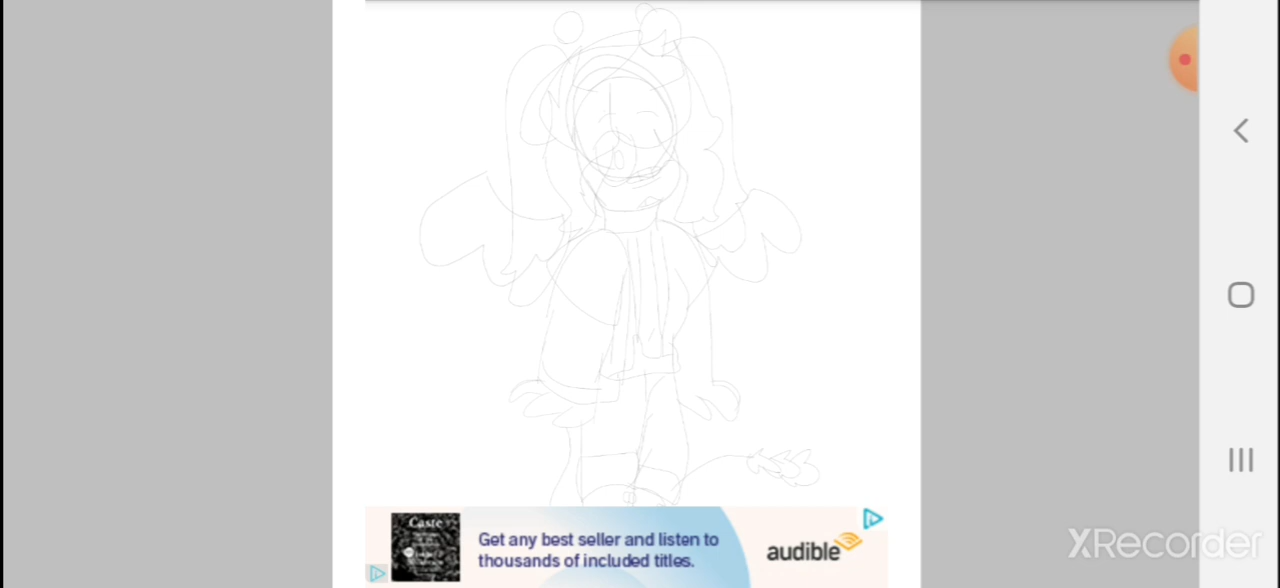 Caste
Get any best seller and listen to
thousands of included titles.
audible
XRecorder